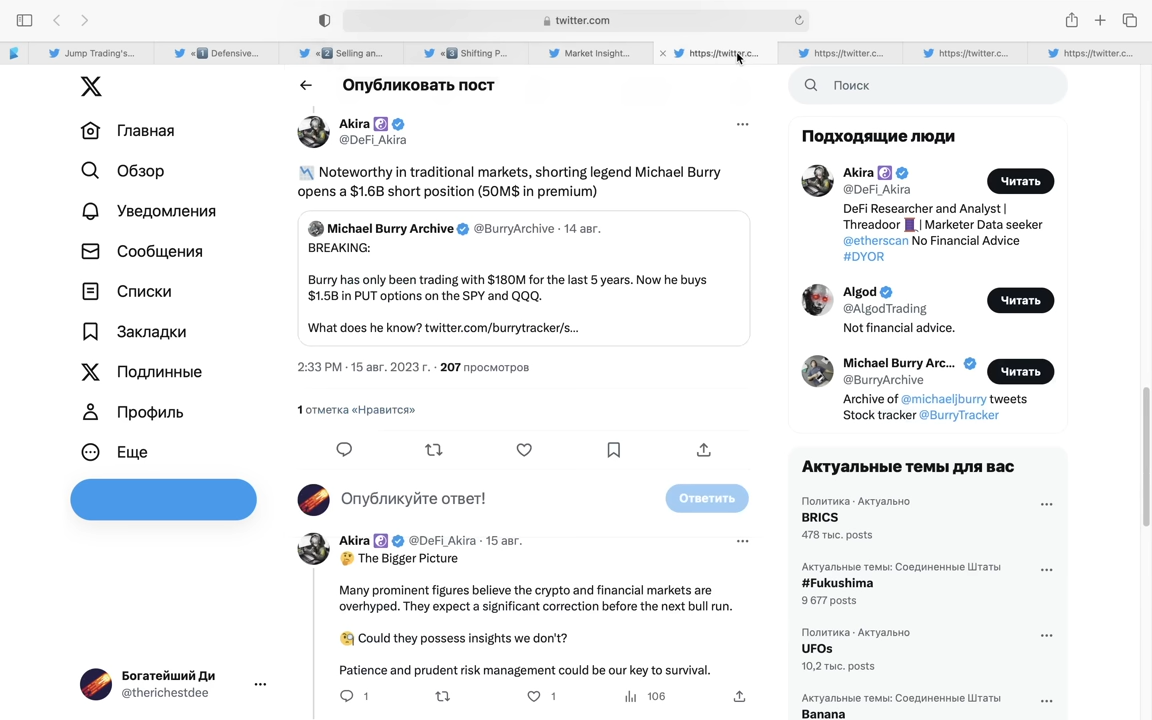 twitter.com
Jump Trading's...
«1 Defensive...
«2 Selling an...
«3 Shifting P...
Market Insight...
https://twitter.c...
https://twitter.c...
https://twitter.c...
https://twitter.c...
Главная
Обзор
Уведомления
Сообщения
Списки
Закладки
Подлинные
Профиль
Еще
Богатейший Ди
@therichestdee
Опубликовать пост
Akira
@DeFi_Akira
Noteworthy in traditional markets, shorting legend Michael Burry
opens a $1.6B short position (50M$ in premium)
Michael Burry Archive @BurryArchive · 14 авг.
BREAKING:
Burry has only been trading with $180M for the last 5 years. Now he buys
$1.5B in PUT options on the SPY and QQQ.
What does he know? twitter.com/burrytracker/s...
2:33 PM · 15 авг. 2023 г. · 207 просмотров
1 отметка «Нравится»
Опубликуйте ответ!
Ответить
Akira @DeFi_Akira · 15 авг.
🤔 The Bigger Picture
Many prominent figures believe the crypto and financial markets are
overhyped. They expect a significant correction before the next bull run.
🧐 Could they possess insights we don't?
Patience and prudent risk management could be our key to survival.
1 1 106
Поиск
Подходящие люди
Akira
@DeFi_Akira
Читать
DeFi Researcher and Analyst |
Threadoor 🧵 | Marketer Data seeker
@etherscan No Financial Advice
#DYOR
Algod
@AlgodTrading
Читать
Not financial advice.
Michael Burry Arc...
@BurryArchive
Читать
Archive of @michaeljburry tweets
Stock tracker @BurryTracker
Актуальные темы для вас
Политика · Актуально
BRICS
478 тыс. posts
Актуальные темы: Соединенные Штаты
#Fukushima
9 677 posts
Политика · Актуально
UFOs
10,2 тыс. posts
Актуальные темы: Соединенные Штаты
Banana